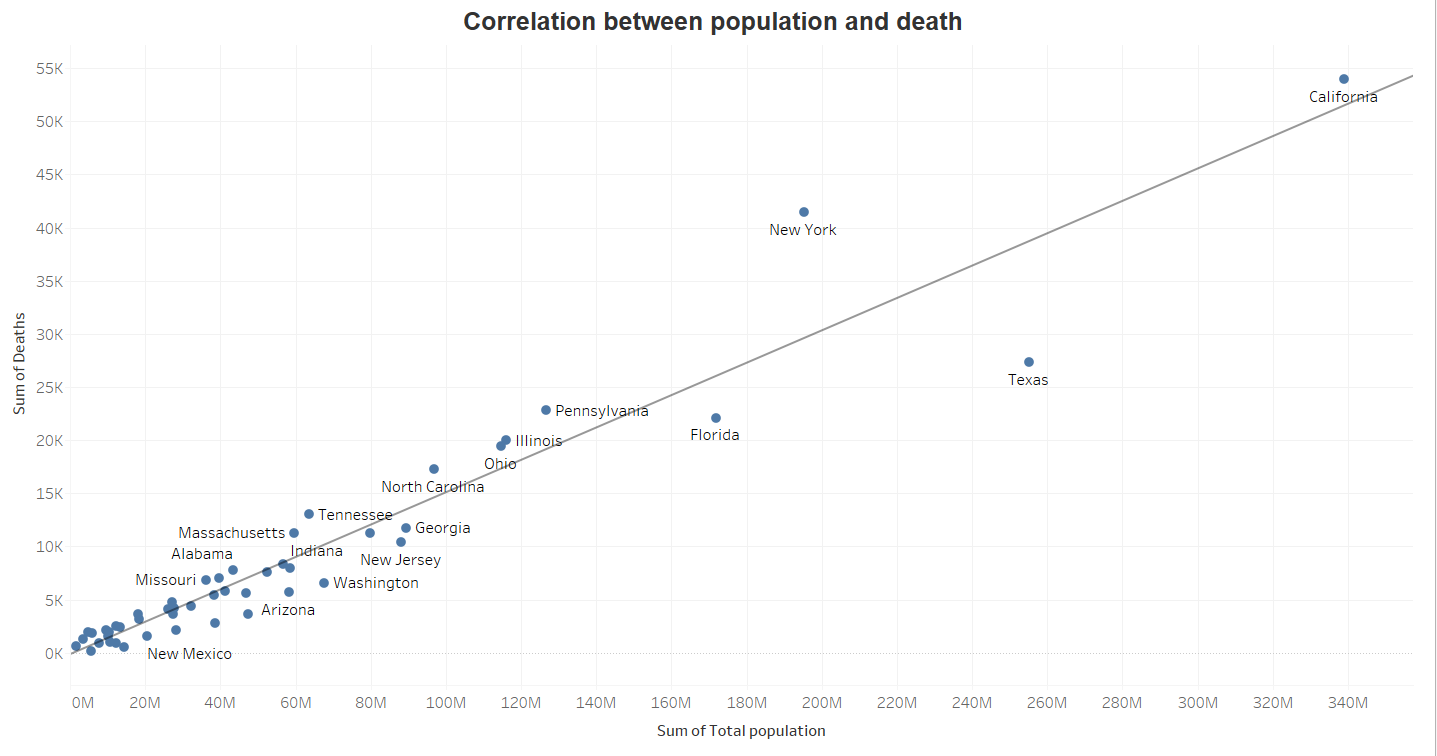 Correlation between population and death
55K
50K
45K
40K
35K
30K
25K
20K
15K
10K
5K
0K
Sum of Deaths
California
New York
Texas
Pennsylvania
Florida
Illinois
Ohio
North Carolina
Tennessee
Georgia
Massachusetts
Indiana
Alabama
New Jersey
Missouri
Washington
Arizona
New Mexico
0M 20M 40M 60M 80M 100M 120M 140M 160M 180M 200M 220M 240M 260M 280M 300M 320M 340M
Sum of Total population